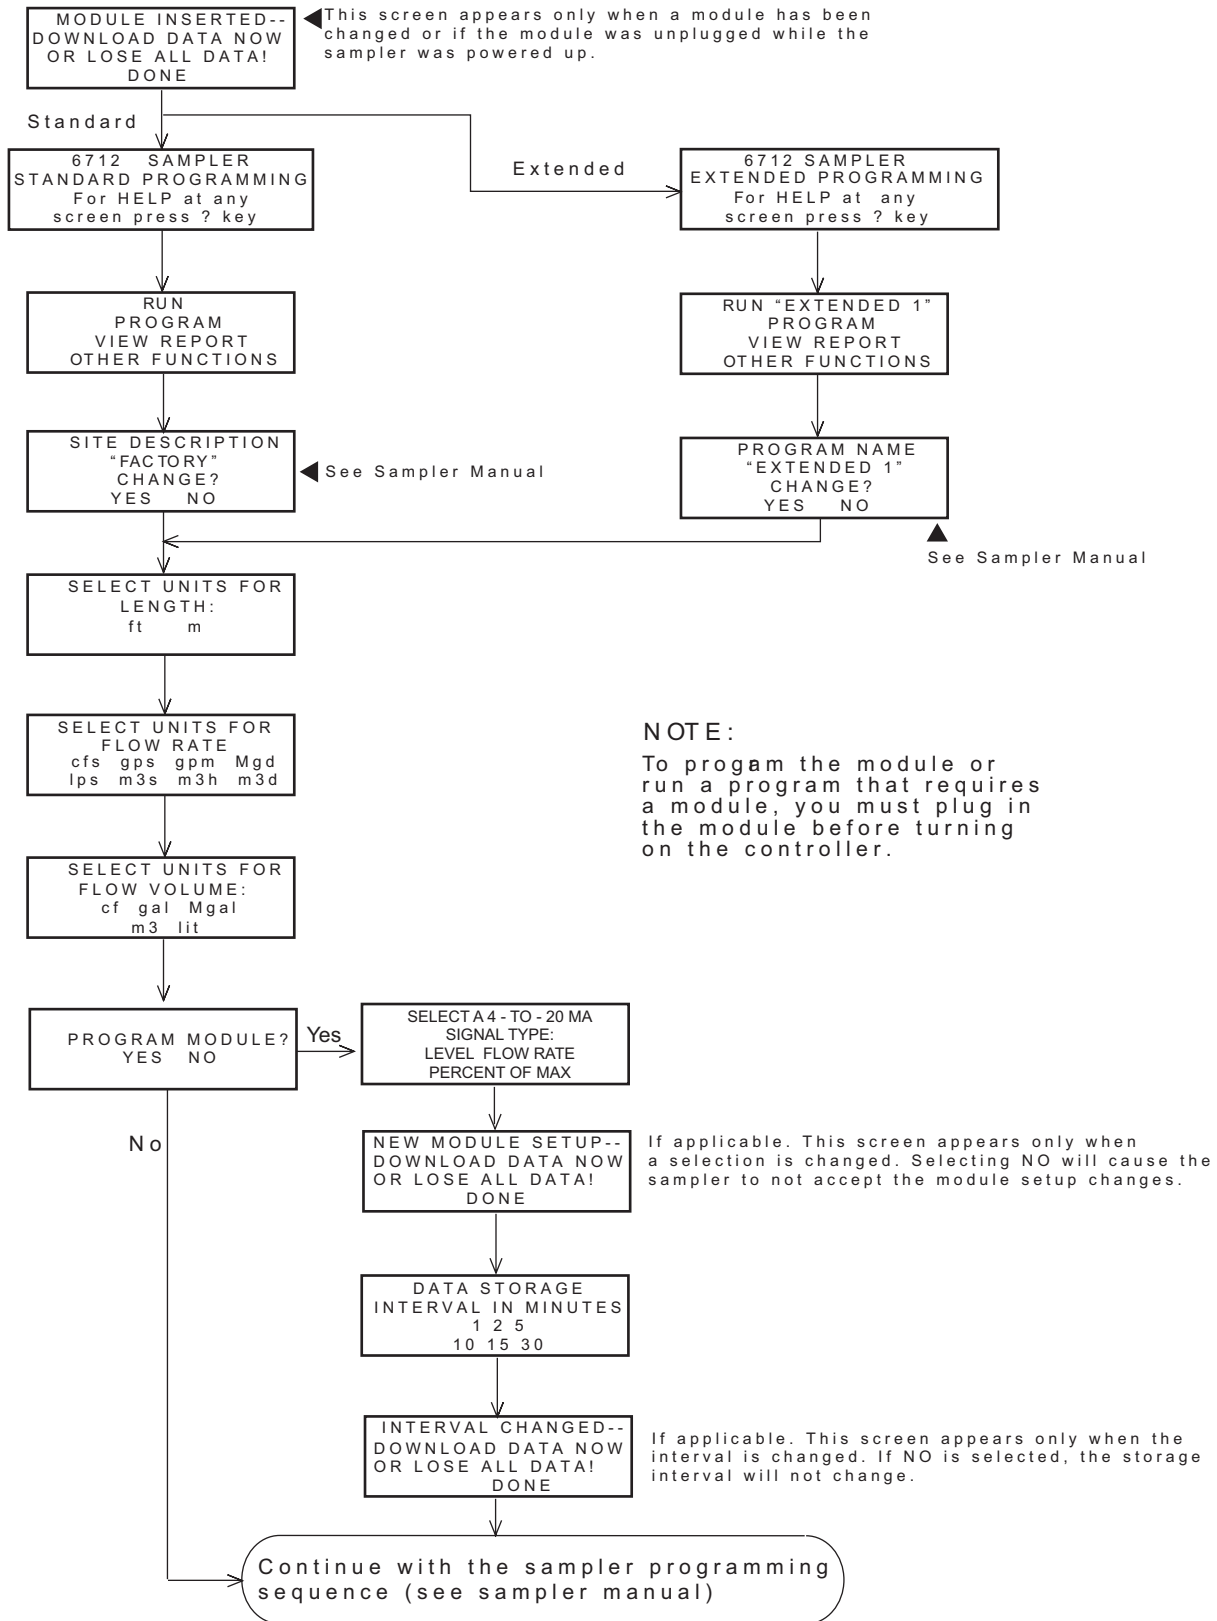 MODULE INSERTED--
DOWNLOAD DATA NOW
OR LOSE ALL DATA!
DONE
This screen appears only when a module has been
changed or if the module was unplugged while the
sampler was powered up.
Standard
Extended
6712 SAMPLER
STANDARD PROGRAMMING
For HELP at any
screen press ? key
6712 SAMPLER
EXTENDED PROGRAMMING
For HELP at any
screen press ? key
RUN
PROGRAM
VIEW REPORT
OTHER FUNCTIONS
RUN “EXTENDED 1”
PROGRAM
VIEW REPORT
OTHER FUNCTIONS
SITE DESCRIPTION
“FACTORY”
CHANGE?
YES NO
See Sampler Manual
PROGRAM NAME
“EXTENDED 1”
CHANGE?
YES NO
See Sampler Manual
SELECT UNITS FOR
LENGTH:
ft m
SELECT UNITS FOR
FLOW RATE
cfs gps gpm Mgd
lps m3s m3h m3d
NOTE:
To progam the module or
run a program that requires
a module, you must plug in
the module before turning
on the controller.
SELECT UNITS FOR
FLOW VOLUME:
cf gal Mgal
m3 lit
PROGRAM MODULE?
YES NO
Yes
No
SELECT A 4 - TO - 20 MA
SIGNAL TYPE:
LEVEL FLOW RATE
PERCENT OF MAX
NEW MODULE SETUP--
DOWNLOAD DATA NOW
OR LOSE ALL DATA!
DONE
If applicable. This screen appears only when
a selection is changed. Selecting NO will cause the
sampler to not accept the module setup changes.
DATA STORAGE
INTERVAL IN MINUTES
1 2 5
10 15 30
INTERVAL CHANGED--
DOWNLOAD DATA NOW
OR LOSE ALL DATA!
DONE
If applicable. This screen appears only when the
interval is changed. If NO is selected, the storage
interval will not change.
Continue with the sampler programming
sequence (see sampler manual)